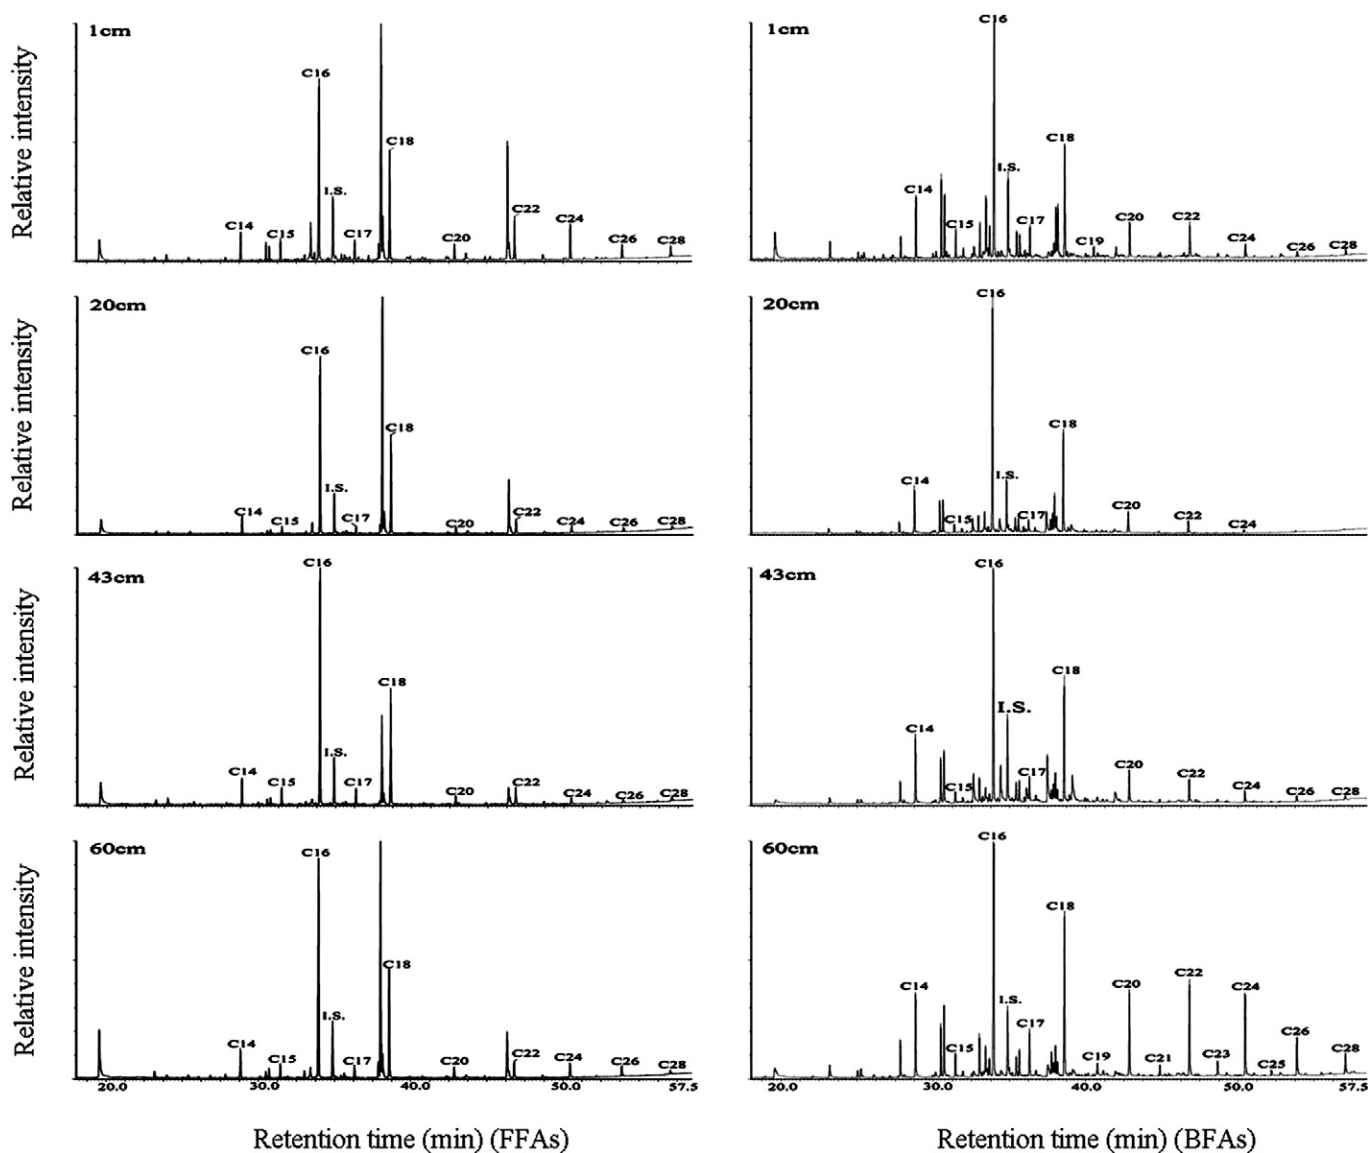 1cm
C14
C15
C16
I.S.
C17
C18
C20
C22
C24
C26
C28
Relative intensity
1cm
C14
C15
C16
I.S.
C17
C18
C19
C20
C22
C24
C26
C28
20cm
C14
C15
C16
I.S.
C17
C18
C20
C22
C24
C26
C28
Relative intensity
20cm
C14
C15
C16
I.S.
C17
C18
C20
C22
C24
43cm
C14
C15
C16
I.S.
C17
C18
C20
C22
C24
C26
C28
Relative intensity
43cm
C14
C15
C16
I.S.
C17
C18
C20
C22
C24
C26
C28
60cm
C14
C15
C16
I.S.
C17
C18
C20
C22
C24
C26
C28
Relative intensity
20.0 30.0 40.0 50.0 57.5
60cm
C14
C15
C16
I.S.
C17
C18
C19
C20
C21
C22
C23
C24
C25
C26
C28
20.0 30.0 40.0 50.0 57.5
Retention time (min) (FFAs)
Retention time (min) (BFAs)